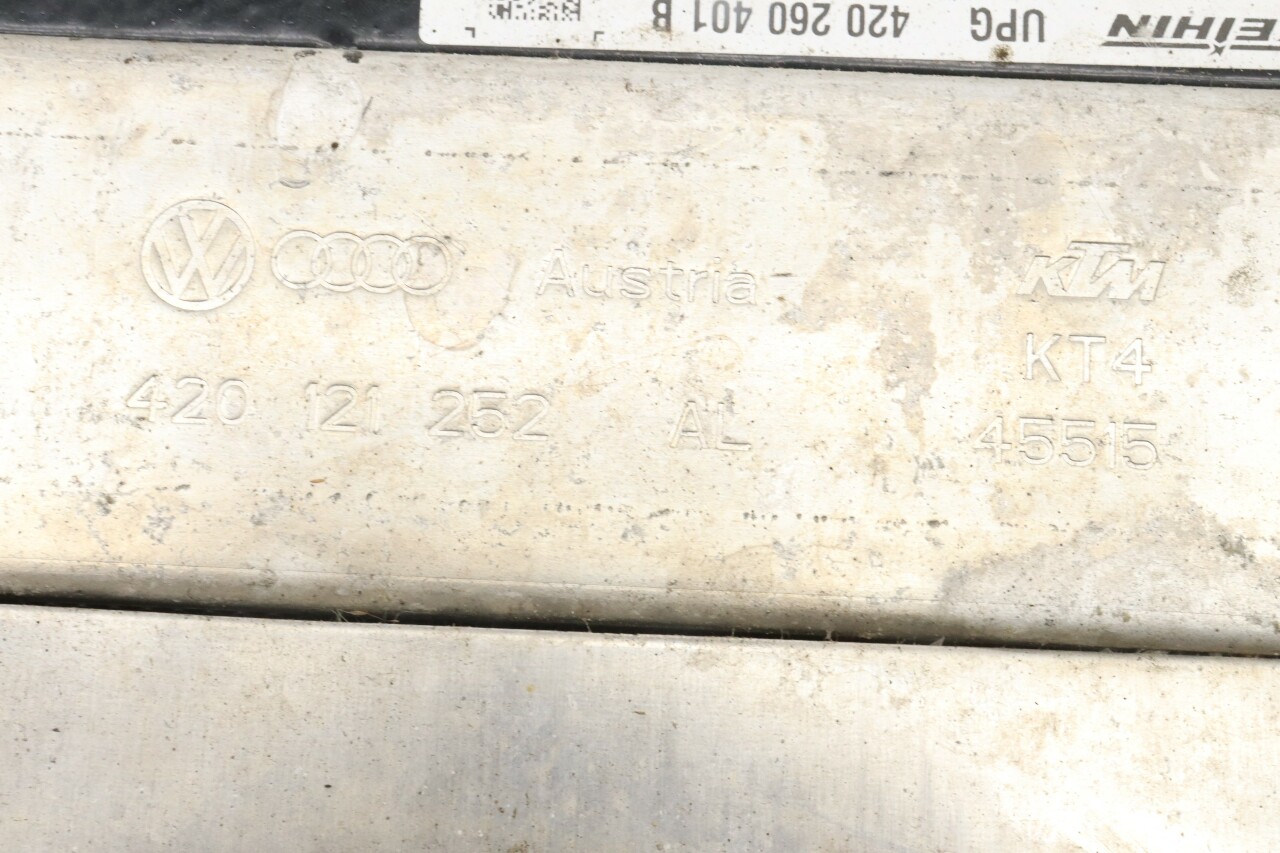 UPG 420 260 401 B
Austria
KTM
KT4
420 121 252 AL
45515